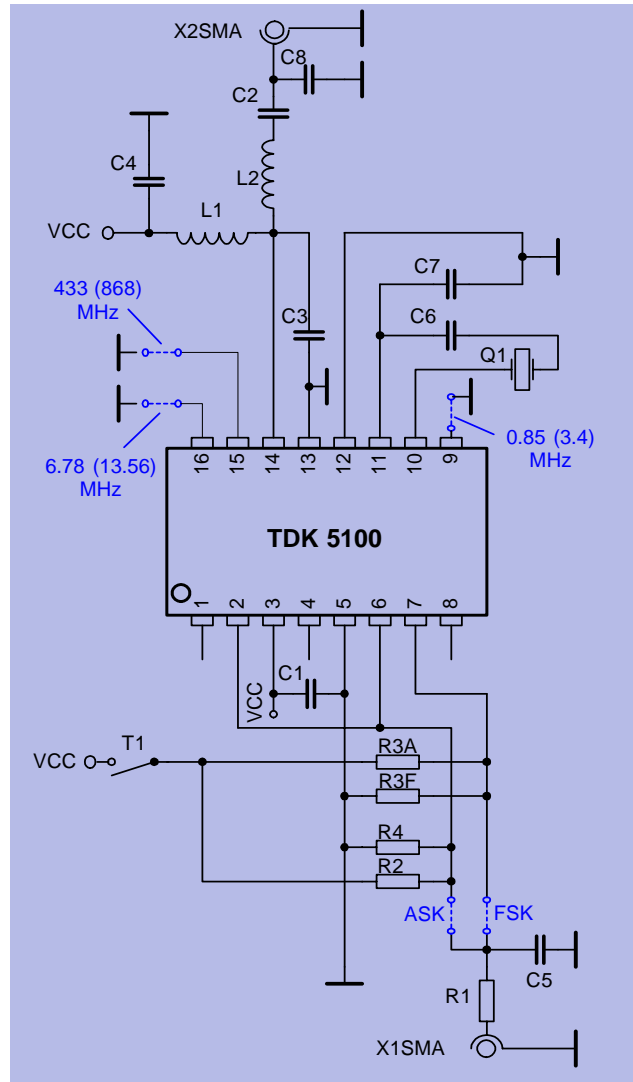 X2SMA
C8
C2
C4
L2
L1
VCC
433 (868)
MHz
C7
C3
C6
Q1
6.78 (13.56)
MHz
0.85 (3.4)
MHz
16
15
14
13
12
11
10
9
TDK 5100
1
2
3
4
5
6
7
8
C1
VCC
T1
VCC
R3A
R3F
R4
R2
ASK
FSK
C5
R1
X1SMA